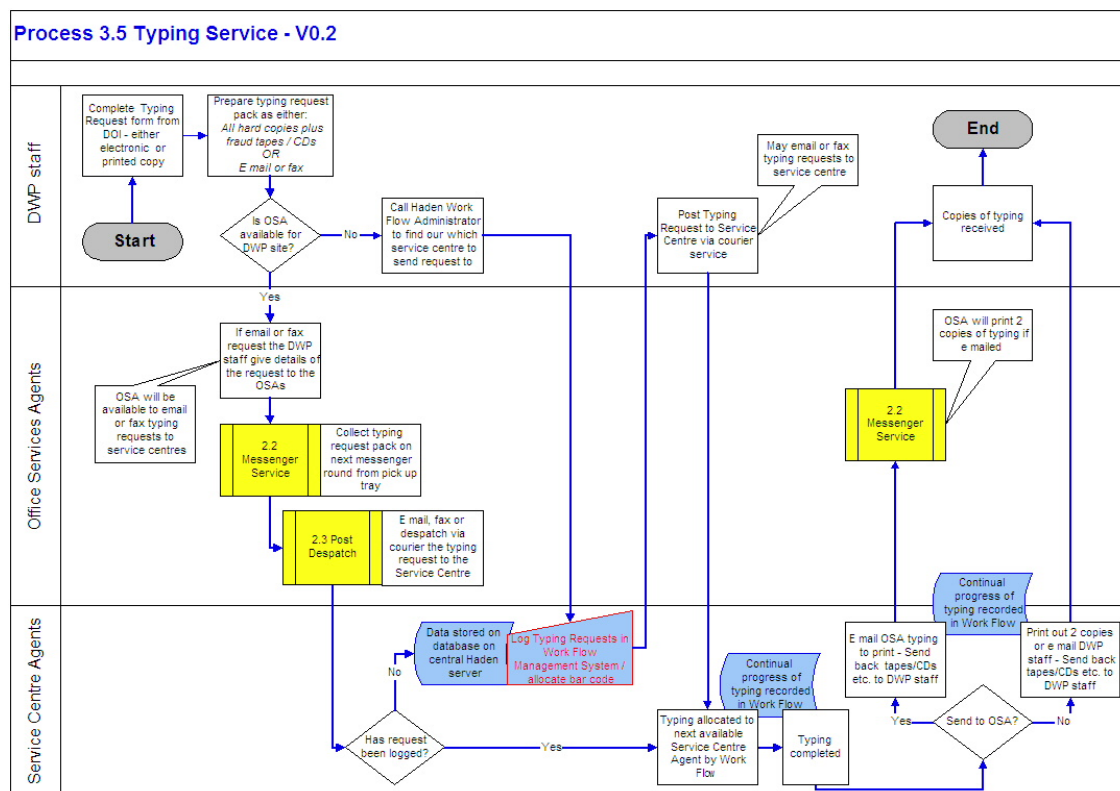 Process 3.5 Typing Service - V0.2
DWP staff
Complete Typing
Request form from
DOI - either
electronic or
printed copy
Prepare typing request
pack as either:
All hard copies plus
fraud tapes / CDs
OR
E mail or fax
Start
Is OSA
available for
DWP site?
No
Call Haden Work
Flow Administrator
to find our which
service centre to
send request to
Post Typing
Request to Service
Centre via courier
service
May email or fax
typing requests to
service centre
End
Copies of typing
received
Yes
Office Services Agents
If email or fax
request the DWP
staff give details of
the request to the
OSAs
OSA will be
available to email
or fax typing
requests to
service centres
2.2
Messenger
Service
Collect typing
request pack on
next messenger
round from pick up
tray
2.3 Post
Despatch
E mail, fax or
despatch via
courier the typing
request to the
Service Centre
OSA will print 2
copies of typing if
e mailed
2.2
Messenger
Service
Service Centre Agents
Has request
been logged?
No
Data stored on
database on
central Haden
server
Log Typing Requests in
Work Flow
Management System /
allocate bar code
Yes
Typing allocated to
next available
Service Centre
Agent by Work
Flow
Continual
progress of
typing recorded
in Work Flow
Typing
completed
Send to OSA?
Yes
E mail OSA typing
to print - Send
back tapes/CDs
etc. to DWP staff
No
Print out 2 copies
or e mail DWP
staff - Send back
tapes/CDs etc. to
DWP staff
Continual
progress of
typing recorded
in Work Flow